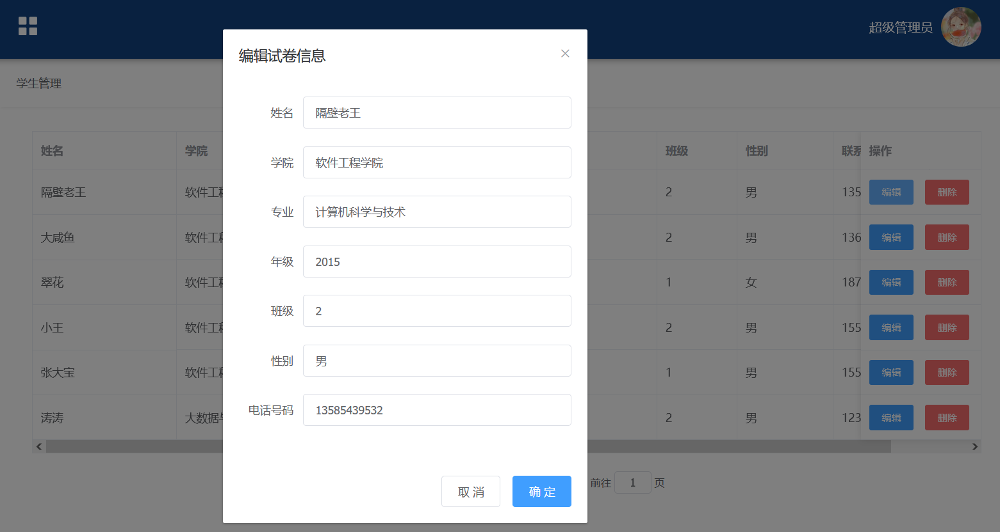 超级管理员
编辑试卷信息
学生管理
姓名 隔壁老王
学院 软件工程学院
专业 计算机科学与技术
年级 2015
班级 2
性别 男
电话号码 13585439532
取 消 确 定
姓名 学院 班级 性别 联系 操作
隔壁老王 软件工程 2 男 135 编辑 删除
大咸鱼 软件工程 2 男 136 编辑 删除
翠花 软件工程 1 女 187 编辑 删除
小王 软件工程 2 男 155 编辑 删除
张大宝 软件工程 1 男 155 编辑 删除
涛涛 大数据 2 男 123 编辑 删除
前往 1 页